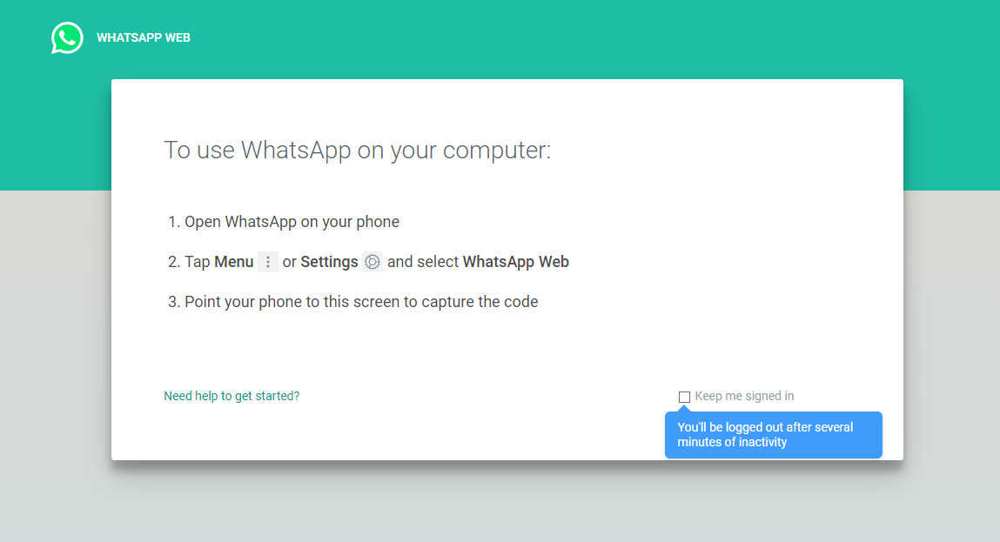 WHATSAPP WEB
To use WhatsApp on your computer:
1. Open WhatsApp on your phone
2. Tap Menu or Settings and select WhatsApp Web
3. Point your phone to this screen to capture the code
Need help to get started?
Keep me signed in
You'll be logged out after several
minutes of inactivity